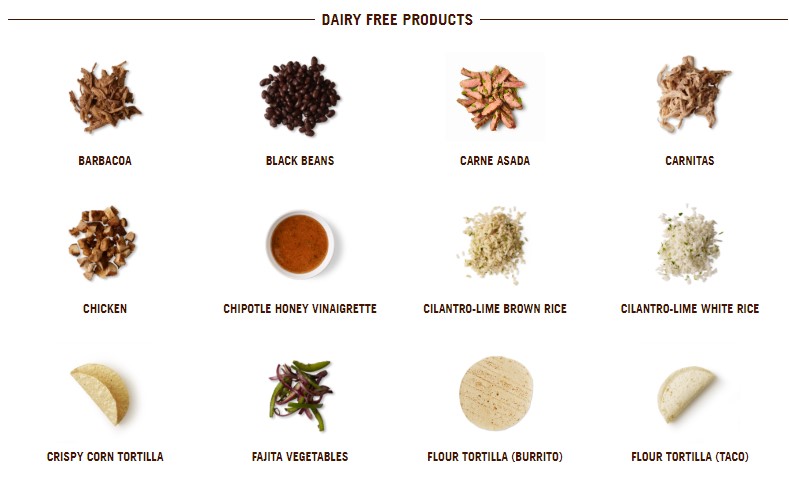 DAIRY FREE PRODUCTS
BARBACOA
BLACK BEANS
CARNE ASADA
CARNITAS
CHICKEN
CHIPOTLE HONEY VINAIGRETTE
CILANTRO-LIME BROWN RICE
CILANTRO-LIME WHITE RICE
CRISPY CORN TORTILLA
FAJITA VEGETABLES
FLOUR TORTILLA (BURRITO)
FLOUR TORTILLA (TACO)